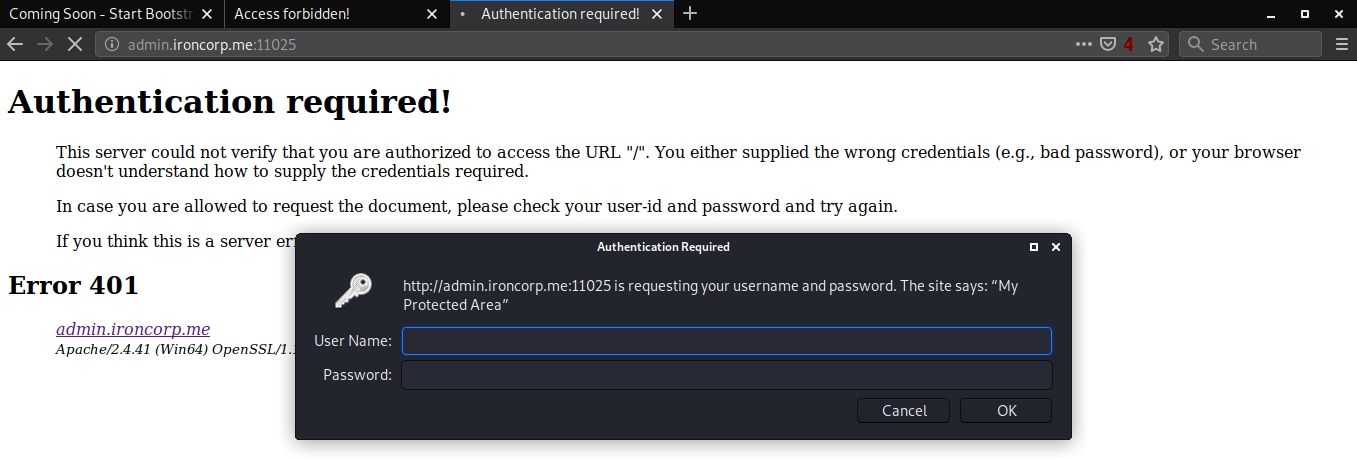 Coming Soon - Start Bootstr
Access forbidden!
Authentication required!
admin.ironcorp.me:11025
4
Search
Authentication required!
This server could not verify that you are authorized to access the URL "/". You either supplied the wrong credentials (e.g., bad password), or your browser
doesn't understand how to supply the credentials required.
In case you are allowed to request the document, please check your user-id and password and try again.
If you think this is a server err
Error 401
admin.ironcorp.me
Apache/2.4.41 (Win64) OpenSSL/1.
Authentication Required
http://admin.ironcorp.me:11025 is requesting your username and password. The site says: “My
Protected Area”
User Name:
Password:
Cancel
OK